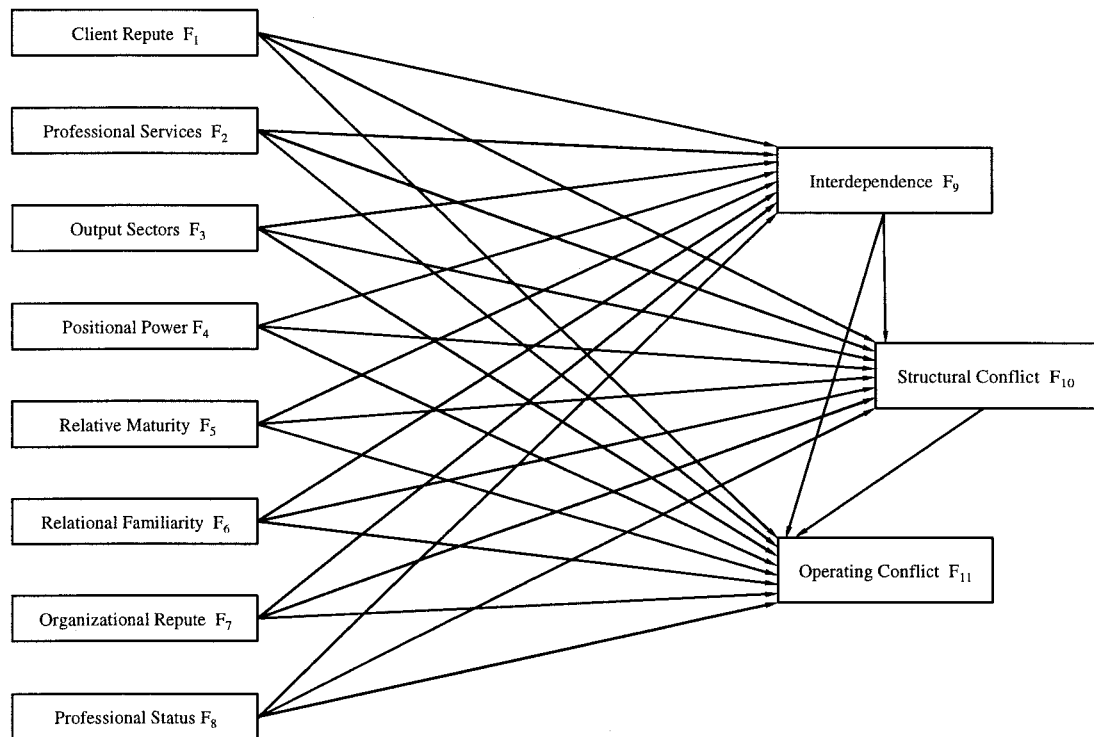 Client Repute F1
Professional Services F2
Output Sectors F3
Positional Power F4
Relative Maturity F5
Relational Familiarity F6
Organizational Repute F7
Professional Status F8
Interdependence F9
Structural Conflict F10
Operating Conflict F11